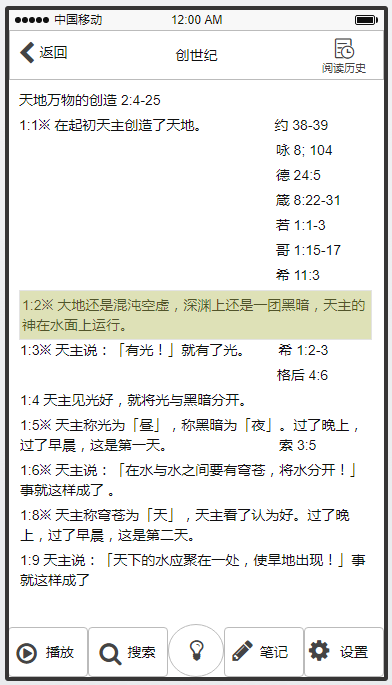 中国移动 12:00 AM
返回 创世纪 阅读历史
天地万物的创造 2:4-25
1:1※ 在起初天主创造了天地。 约 38-39
咏 8; 104
德 24:5
箴 8:22-31
若 1:1-3
哥 1:15-17
希 11:3
1:2※ 大地还是混沌空虚，深渊上还是一团黑暗，天主的
神在水面上运行。
1:3※ 天主说：「有光！」就有了光。 希 1:2-3
格后 4:6
1:4 天主见光好，就将光与黑暗分开。
1:5※ 天主称光为「昼」，称黑暗为「夜」。过了晚上，
过了早晨，这是第一天。 索 3:5
1:6※ 天主说：「在水与水之间要有穹苍，将水分开！」
事就这样成了 。
1:8※ 天主称穹苍为「天」，天主看了认为好。过了晚
上，过了早晨，这是第二天。
1:9 天主说：「天下的水应聚在一处，使旱地出现！」事
就这样成了
播放 搜索 笔记 设置